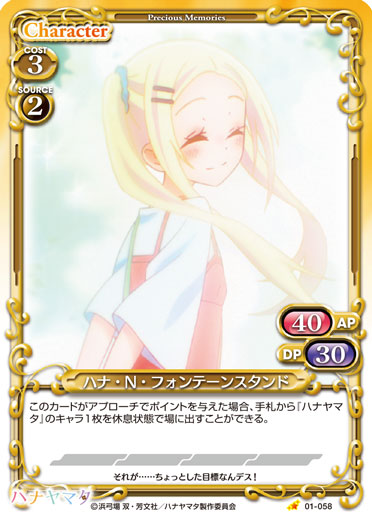 Precious Memories
Character
COST
3
SOURCE
2
40 AP
DP 30
ハナ・N・フォンテーンスタンド
このカードがアプローチでポイントを与えた場合、手札から『ハナヤマ
タ』のキャラ1枚を休息状態で場に出すことができる。
それが……ちょっとした目標なんデス！
ハナヤマタ
©浜弓場 双・芳文社／ハナヤマタ製作委員会
01-058